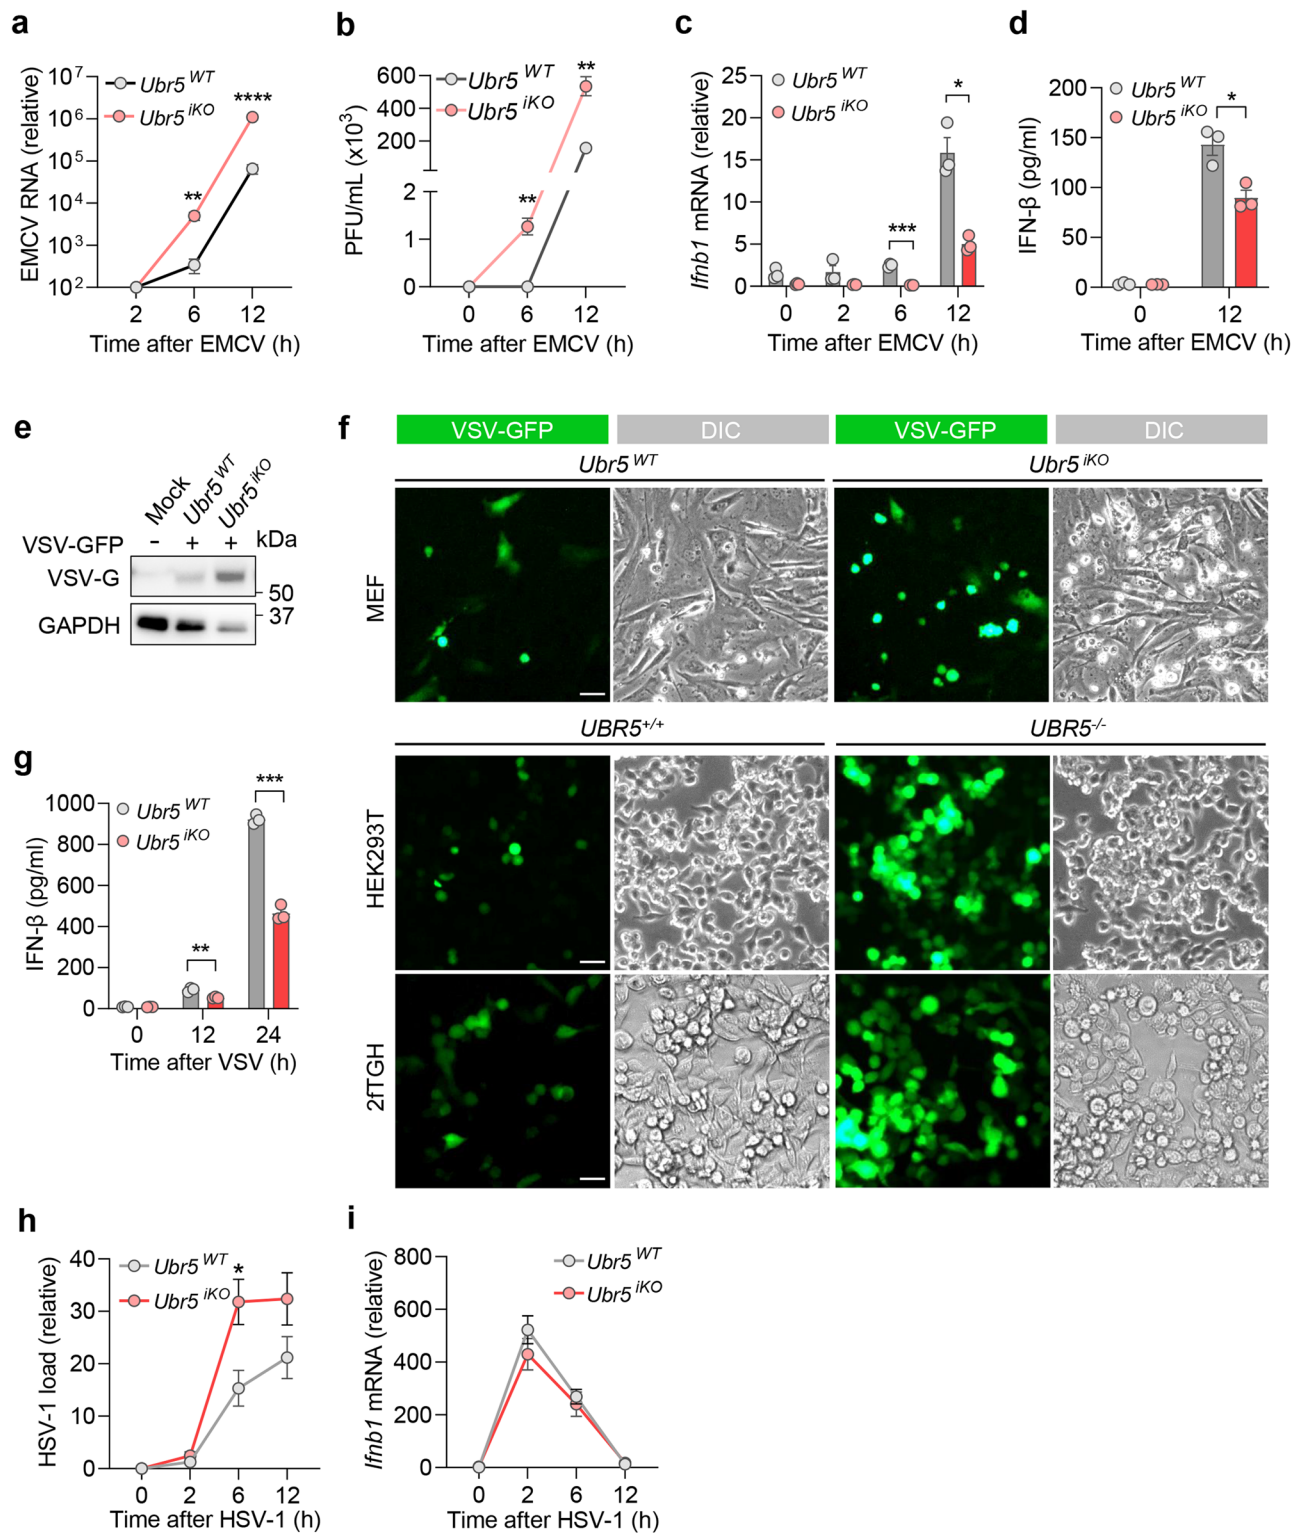 a
EMCV RNA (relative)
10^7
10^6
10^5
10^4
10^3
10^2
Ubr5 WT
Ubr5 iKO
**
****
2 6 12
Time after EMCV (h)
b
PFU/mL (x10^3)
600
400
200
2
1
0
Ubr5 WT
Ubr5 iKO
**
**
0 6 12
Time after EMCV (h)
c
Ifnb1 mRNA (relative)
25
20
15
10
5
0
Ubr5 WT
Ubr5 iKO
***
*
0 2 6 12
Time after EMCV (h)
d
IFN-β (pg/ml)
200
150
100
50
0
Ubr5 WT
Ubr5 iKO
*
0 12
Time after EMCV (h)
e
Mock Ubr5 WT Ubr5 iKO
VSV-GFP - + + kDa
VSV-G
50
37
GAPDH
f
VSV-GFP DIC VSV-GFP DIC
Ubr5 WT Ubr5 iKO
MEF
UBR5+/+ UBR5-/-
HEK293T
2fTGH
g
IFN-β (pg/ml)
1000
800
600
400
200
0
Ubr5 WT
Ubr5 iKO
**
***
0 12 24
Time after VSV (h)
h
HSV-1 load (relative)
40
30
20
10
0
Ubr5 WT
Ubr5 iKO
*
0 2 6 12
Time after HSV-1 (h)
i
Ifnb1 mRNA (relative)
800
600
400
200
0
Ubr5 WT
Ubr5 iKO
0 2 6 12
Time after HSV-1 (h)